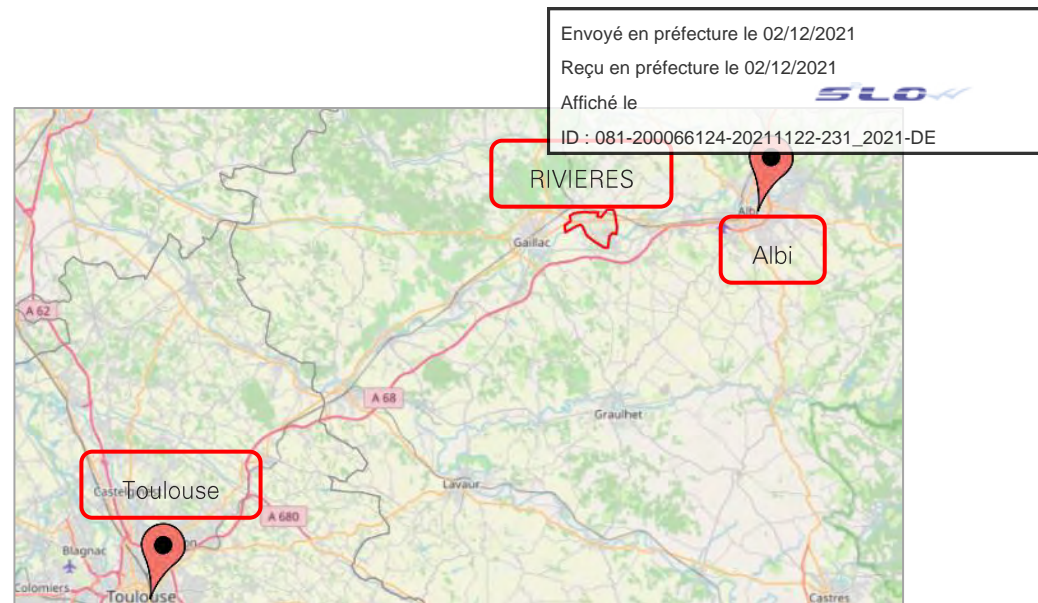 Envoyé en préfecture le 02/12/2021
Reçu en préfecture le 02/12/2021
Affiché le
SLO
ID : 081-200066124-20211122-231_2021-DE
RIVIERES
Albi
Gaillac
Albi
A 62
A 68
Graulhet
Toulouse
Lavaur
A 680
Blagnac
Colomiers
Toulouse
Castres